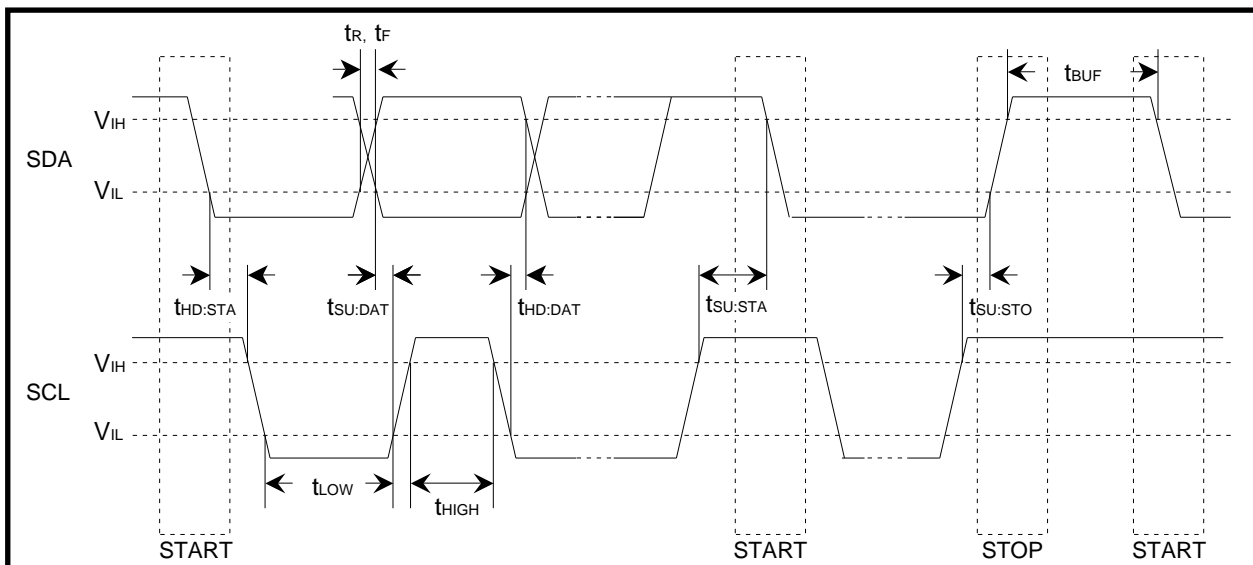 tR, tF
tBUF
VIH
SDA
VIL
tHD:STA
tSU:DAT
tHD:DAT
tSU:STA
tSU:STO
VIH
SCL
VIL
tLOW
tHIGH
START
START
STOP
START